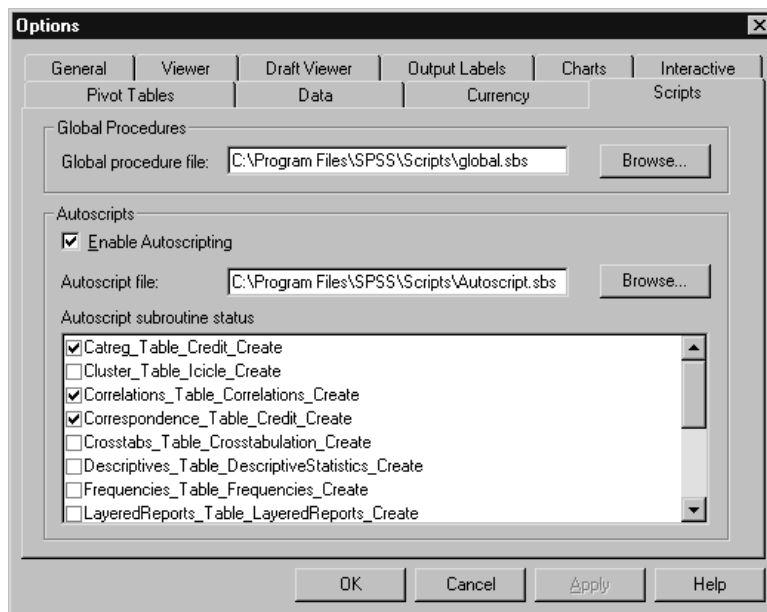 Options
General Viewer Draft Viewer Output Labels Charts Interactive
Pivot Tables Data Currency Scripts
Global Procedures
Global procedure file: C:\Program Files\SPSS\Scripts\global.sbs Browse...
Autoscripts
Enable Autoscripting
Autoscript file: C:\Program Files\SPSS\Scripts\Autoscript.sbs Browse...
Autoscript subroutine status
Catreg_Table_Credit_Create
Cluster_Table_Icicle_Create
Correlations_Table_Correlations_Create
Correspondence_Table_Credit_Create
Crosstabs_Table_Crosstabulation_Create
Descriptives_Table_DescriptiveStatistics_Create
Frequencies_Table_Frequencies_Create
LayeredReports_Table_LayeredReports_Create
OK Cancel Apply Help